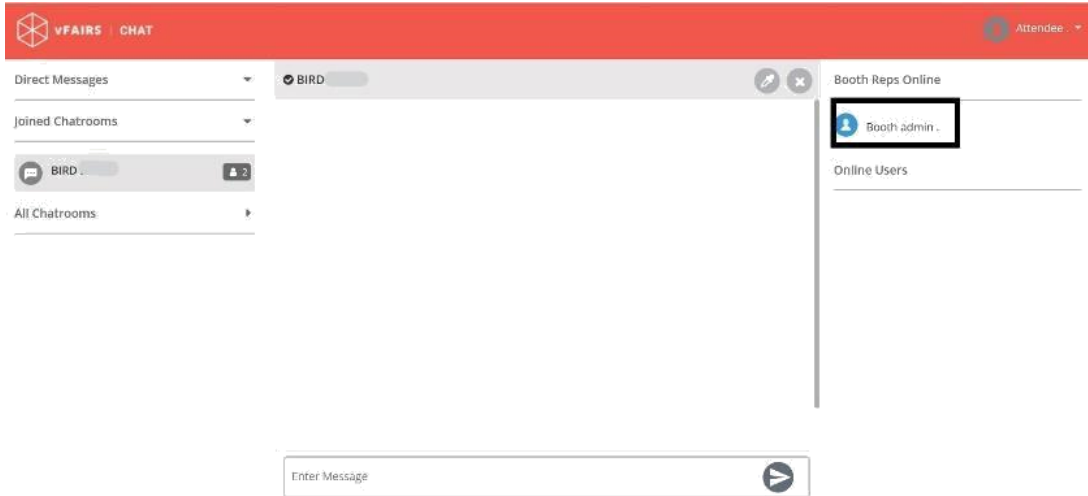 vFAIRS | CHAT
Attendee .
Direct Messages
Joined Chatrooms
BIRD .
2
All Chatrooms
BIRD
Enter Message
Booth Reps Online
Booth admin .
Online Users